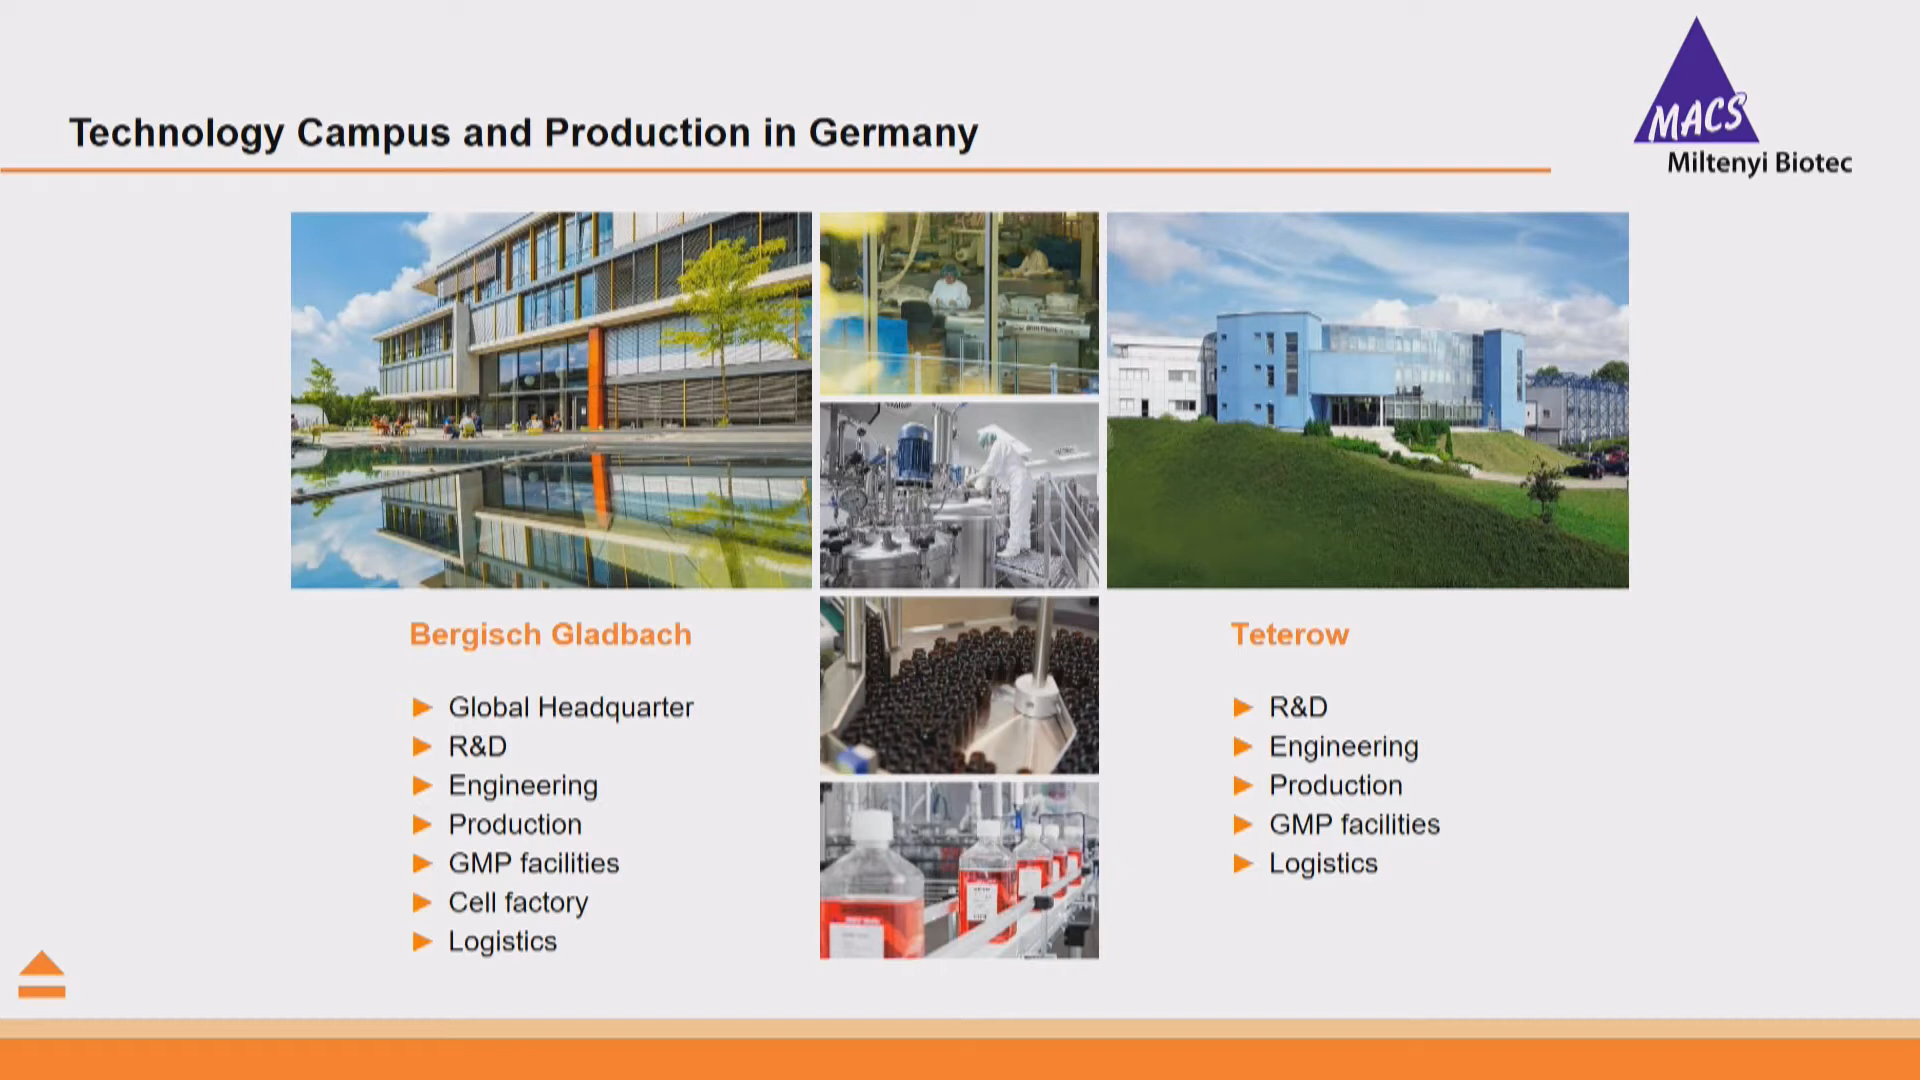 Technology Campus and Production in Germany
MACS
Miltenyi Biotec
Bergisch Gladbach
Global Headquarter
R&D
Engineering
Production
GMP facilities
Cell factory
Logistics
Teterow
R&D
Engineering
Production
GMP facilities
Logistics